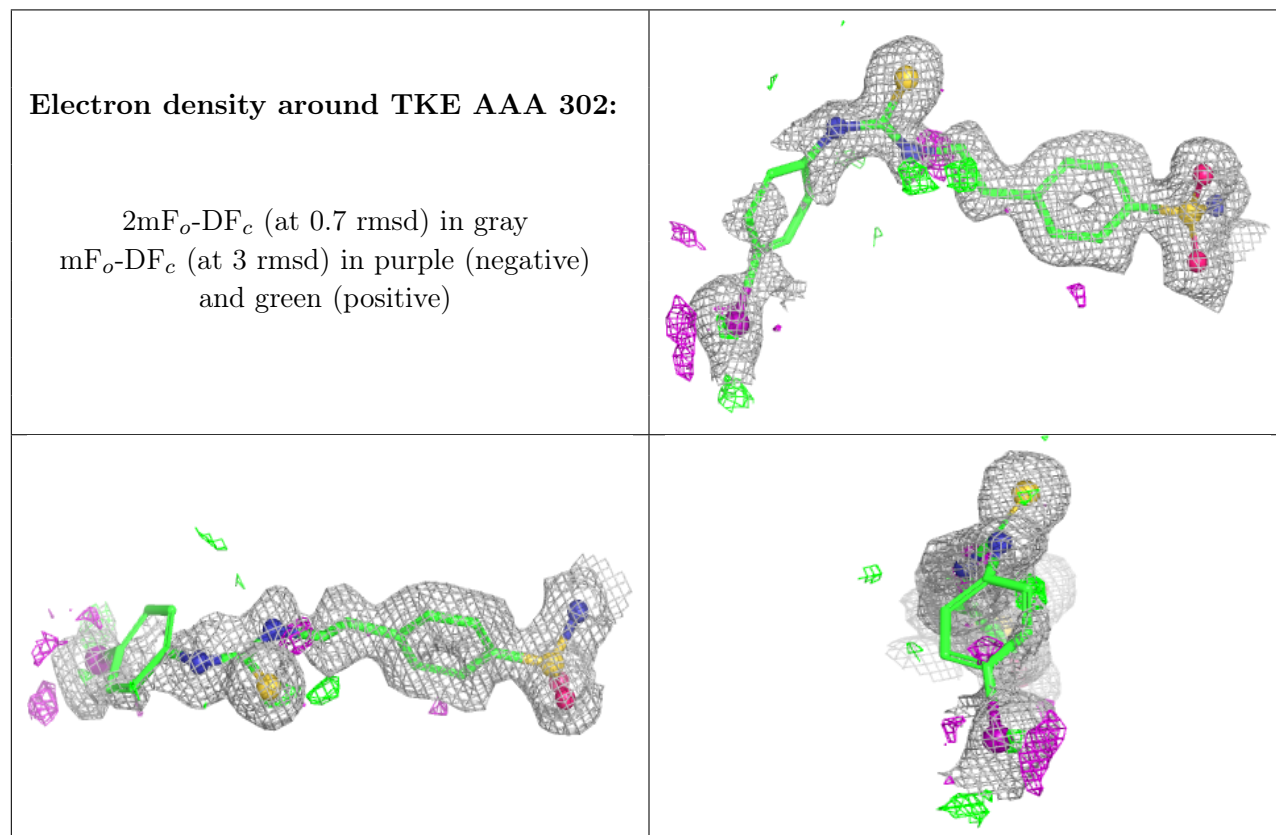 Electron density around TKE AAA 302:
2mFo-DFc (at 0.7 rmsd) in gray
mFo-DFc (at 3 rmsd) in purple (negative)
and green (positive)